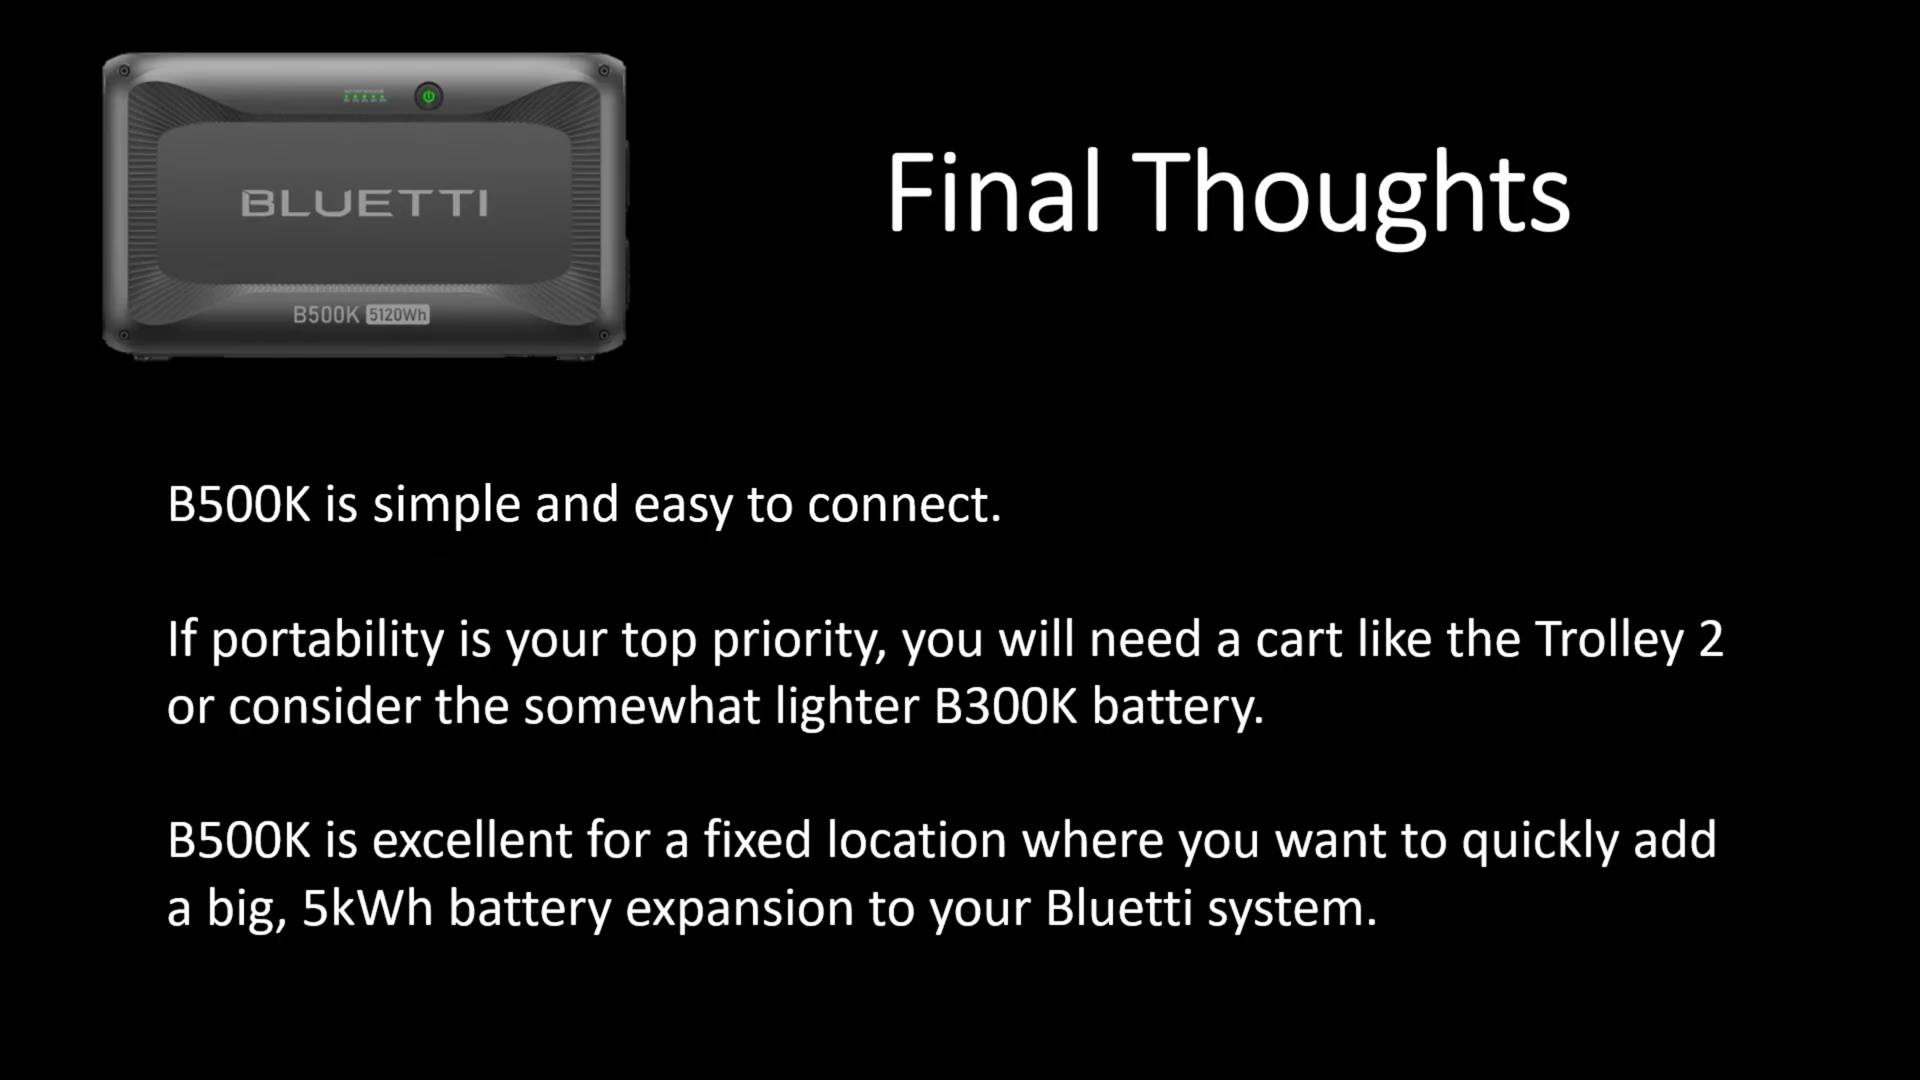 BLUETTI
B500K 5120Wh
Final Thoughts
B500K is simple and easy to connect.
If portability is your top priority, you will need a cart like the Trolley 2
or consider the somewhat lighter B300K battery.
B500K is excellent for a fixed location where you want to quickly add
a big, 5kWh battery expansion to your Bluetti system.